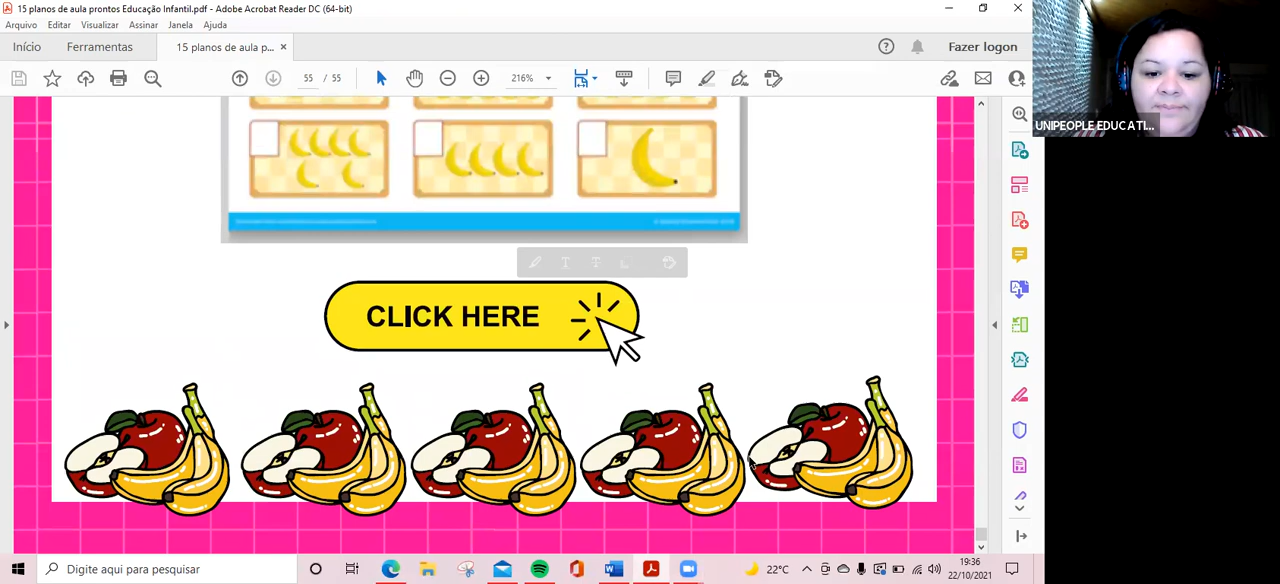 15 planos de aula prontos Educação Infantil.pdf - Adobe Acrobat Reader DC (64-bit)
Arquivo Editar Visualizar Assinar Janela Ajuda
Início Ferramentas 15 planos de aula p... Fazer logon
55 / 55 216%
UNIPEOPLE EDUCATI...
CLICK HERE
Digite aqui para pesquisar
22°C
19:36
22/10/2021